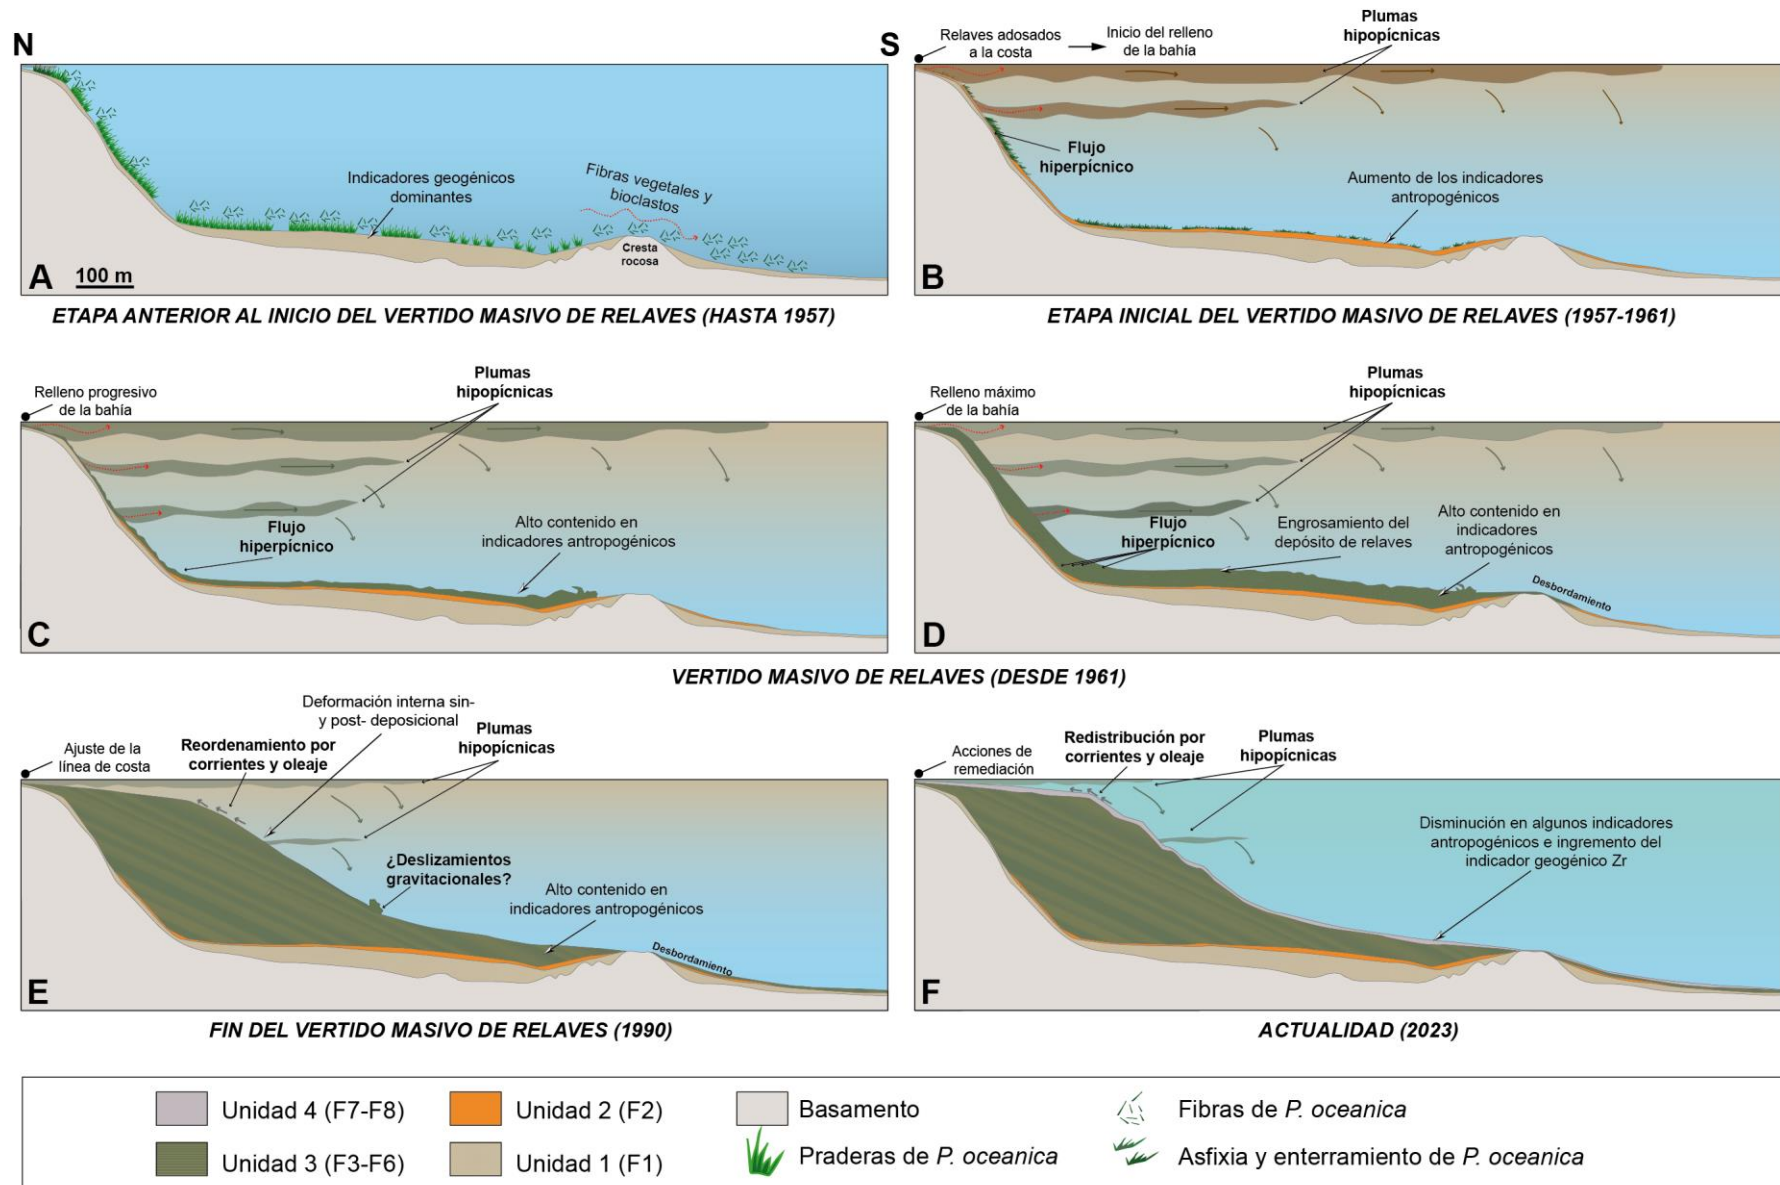 N
S
Indicadores geogénicos
dominantes
Fibras vegetales y
bioclastos
Cresta
rocosa
A
100 m
ETAPA ANTERIOR AL INICIO DEL VERTIDO MASIVO DE RELAVES (HASTA 1957)
Relaves adosados
a la costa
Inicio del relleno
de la bahía
Plumas
hipopícnicas
Flujo
hiperpícnico
Aumento de los indicadores
antropogénicos
B
ETAPA INICIAL DEL VERTIDO MASIVO DE RELAVES (1957-1961)
Relleno progresivo
de la bahía
Plumas
hipopícnicas
Flujo
hiperpícnico
Alto contenido en
indicadores antropogénicos
C
Relleno máximo
de la bahía
Plumas
hipopícnicas
Flujo
hiperpícnico
Engrosamiento del
depósito de relaves
Alto contenido en
indicadores
antropogénicos
Desbordamiento
D
VERTIDO MASIVO DE RELAVES (DESDE 1961)
Deformación interna sin-
y post- deposicional
Ajuste de la
línea de costa
Reordenamiento por
corrientes y oleaje
Plumas
hipopícnicas
¿Deslizamientos
gravitacionales?
Alto contenido en
indicadores antropogénicos
Desbordamiento
E
FIN DEL VERTIDO MASIVO DE RELAVES (1990)
Acciones de
remediación
Redistribución por
corrientes y oleaje
Plumas
hipopícnicas
Disminución en algunos indicadores
antropogénicos e ingremento del
indicador geogénico Zr
F
ACTUALIDAD (2023)
Unidad 4 (F7-F8)
Unidad 2 (F2)
Basamento
Fibras de P. oceanica
Unidad 3 (F3-F6)
Unidad 1 (F1)
Praderas de P. oceanica
Asfixia y enterramiento de P. oceanica